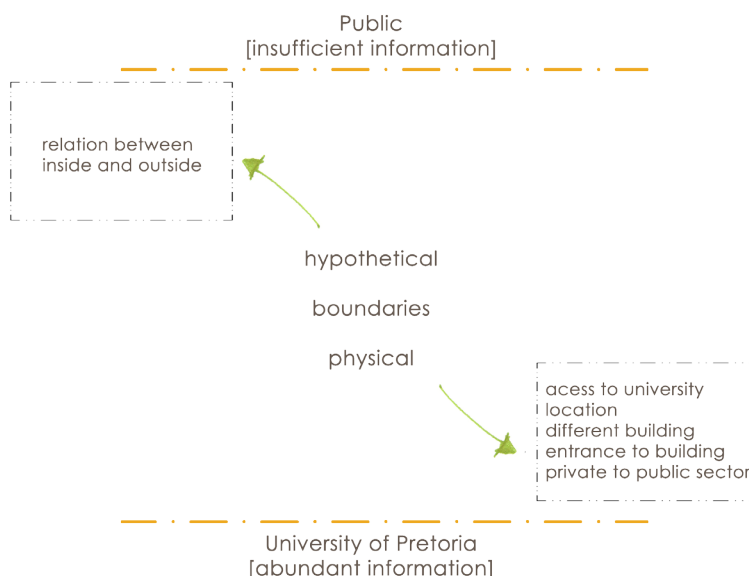 Public
[insufficient information]
relation between
inside and outside
hypothetical
boundaries
physical
acess to university
location
different building
entrance to building
private to public sector
University of Pretoria
[abundant information]